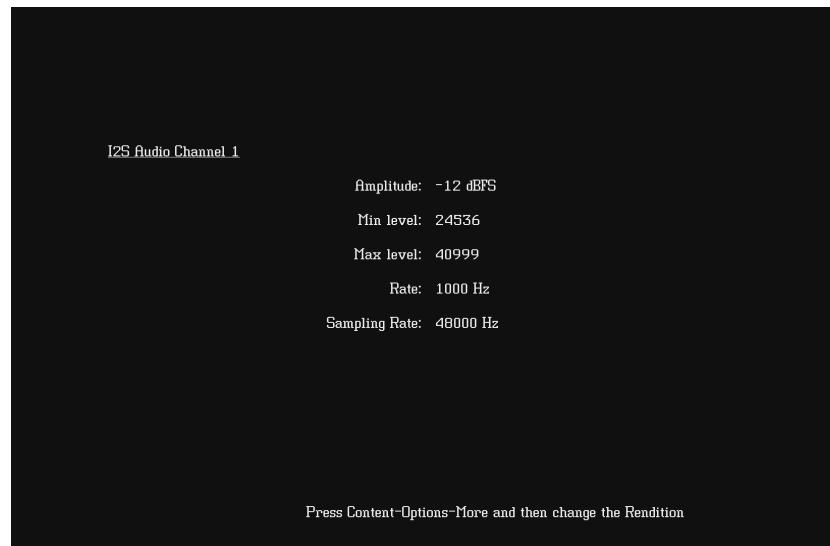 I2S Audio Channel 1
Amplitude: -12 dBFS
Min level: 24536
Max level: 40999
Rate: 1000 Hz
Sampling Rate: 48000 Hz
Press Content-Options-More and then change the Rendition